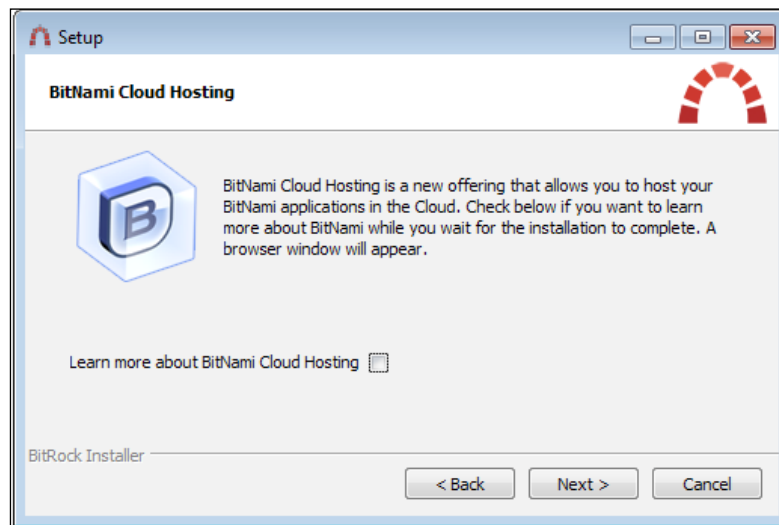 Setup
BitNami Cloud Hosting
B
BitNami Cloud Hosting is a new offering that allows you to host your
BitNami applications in the Cloud. Check below if you want to learn
more about BitNami while you wait for the installation to complete. A
browser window will appear.
Learn more about BitNami Cloud Hosting
BitRock Installer
< Back Next > Cancel